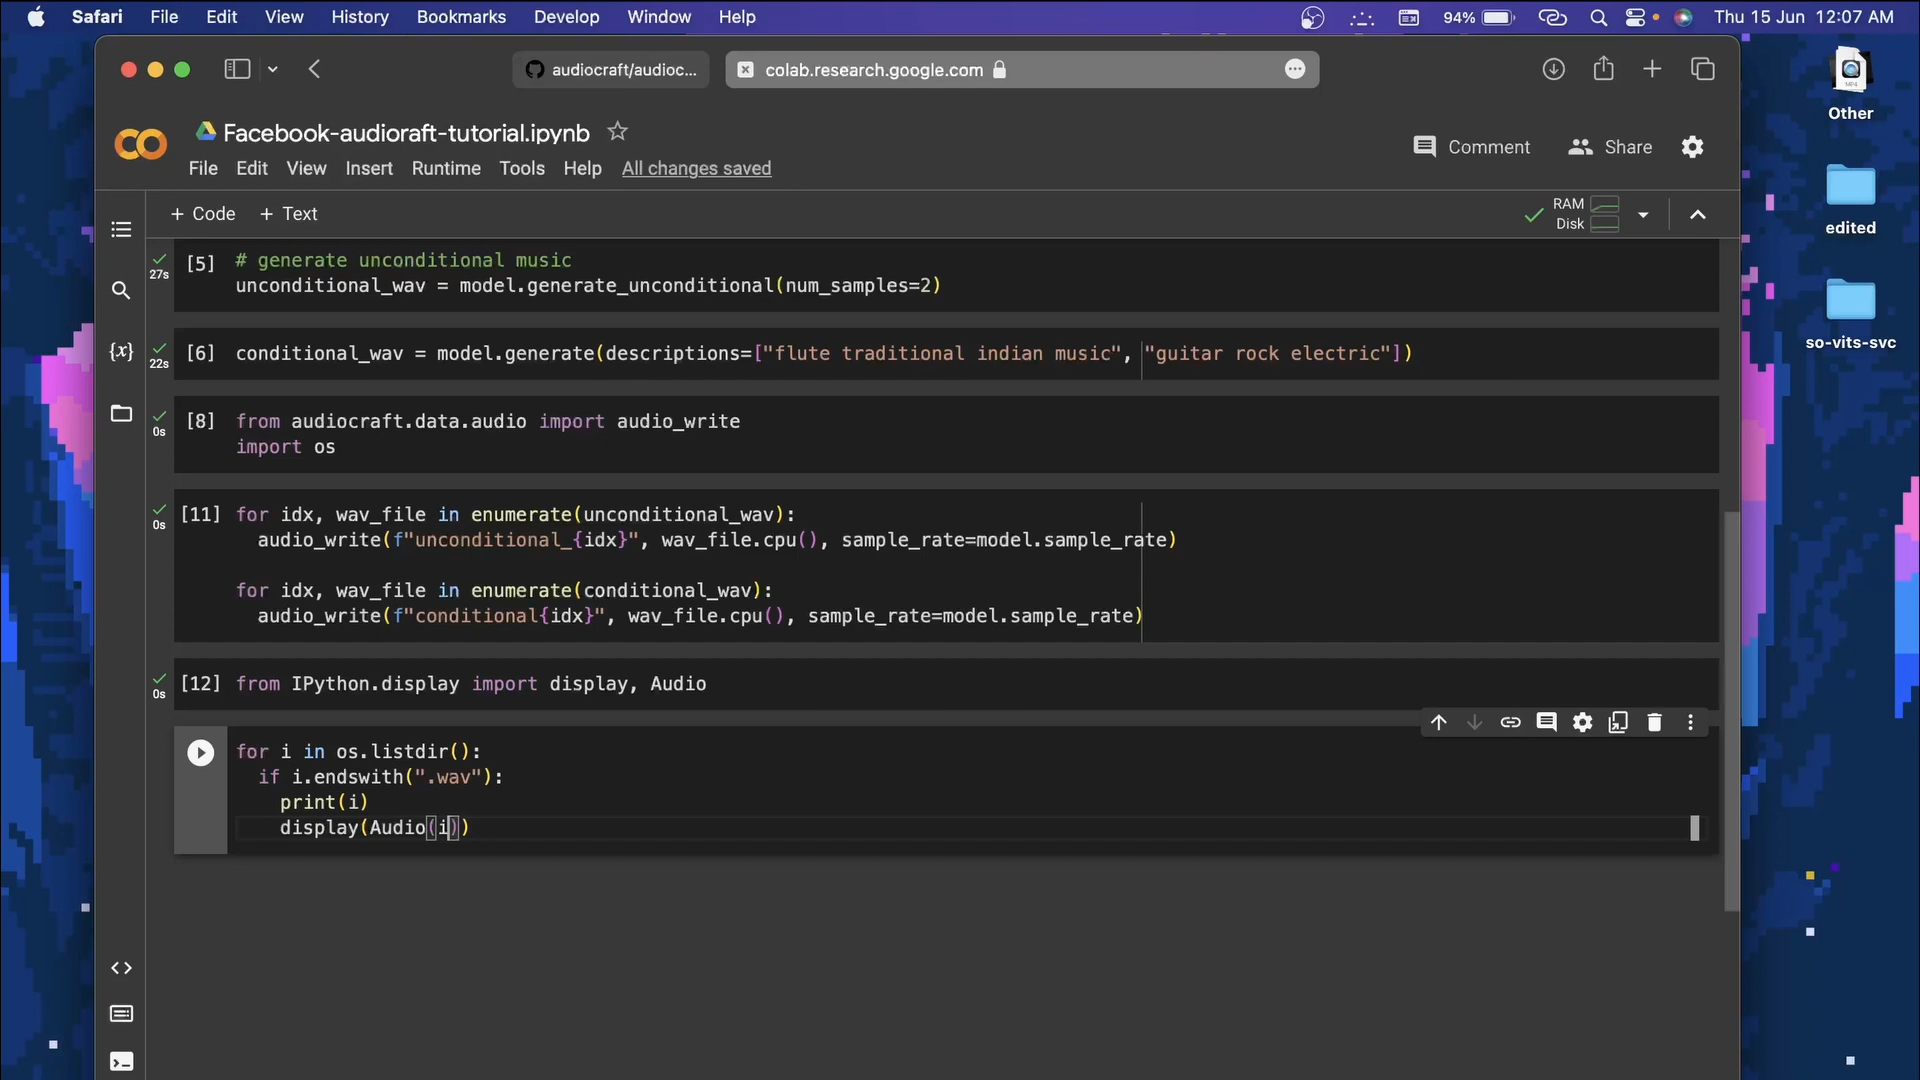 Safari File Edit View History Bookmarks Develop Window Help 94% Thu 15 Jun 12:07 AM
audiocraft/audioc... colab.research.google.com
Other
edited
so-vits-svc
Facebook-audioraft-tutorial.ipynb
Comment Share
File Edit View Insert Runtime Tools Help All changes saved
+ Code + Text
RAM
Disk
27s
[5] # generate unconditional music
unconditional_wav = model.generate_unconditional(num_samples=2)
22s
[6] conditional_wav = model.generate(descriptions=["flute traditional indian music", "guitar rock electric"])
0s
[8] from audiocraft.data.audio import audio_write
import os
0s
[11] for idx, wav_file in enumerate(unconditional_wav):
audio_write(f"unconditional_{idx}", wav_file.cpu(), sample_rate=model.sample_rate)
for idx, wav_file in enumerate(conditional_wav):
audio_write(f"conditional{idx}", wav_file.cpu(), sample_rate=model.sample_rate)
0s
[12] from IPython.display import display, Audio
for i in os.listdir():
if i.endswith(".wav"):
print(i)
display(Audio(i))
{x}